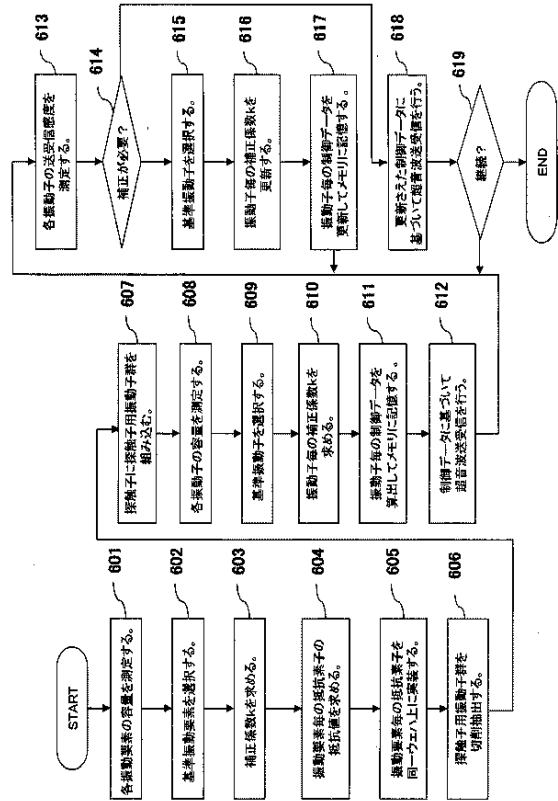 START
601
各振動要素の容量を測定する。
602
基準振動要素を選択する。
603
補正係数kを求める。
604
振動要素毎の抵抗素子の
抵抗値を求める。
605
振動要素毎の抵抗素子を
同一ウェハ上に実装する。
606
探触子用振動子群を
切削抽出する。
607
探触子に探触子用振動子群を
組み込む。
608
各振動子の容量を測定する。
609
基準振動子を選択する。
610
振動子毎の補正係数kを
求める。
611
振動子毎の制御データを
算出してメモリに記憶する。
612
制御データに基づいて
超音波送受信を行う。
613
各振動子の送受信感度を
測定する。
614
補正が必要？
615
基準振動子を選択する。
616
振動子毎の補正係数kを
更新する。
617
振動子毎の制御データを
更新してメモリに記憶する。
618
更新さえた制御データに
基づいて超音波送受信を行う。
619
継続？
END